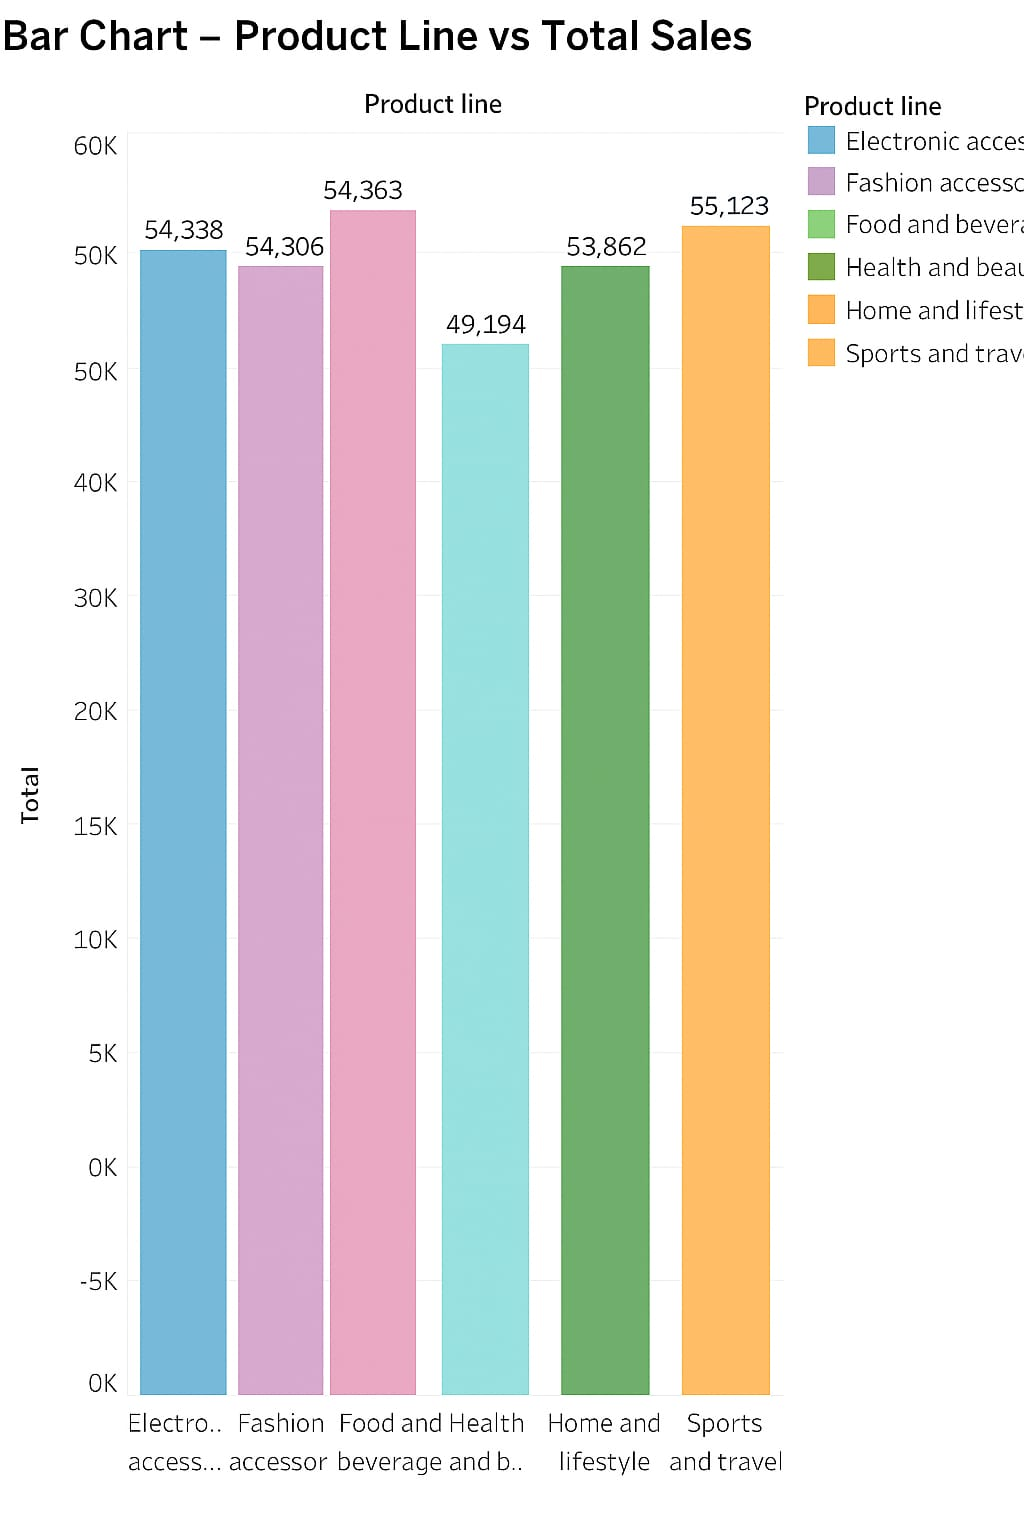 Bar Chart – Product Line vs Total Sales
Product line
60K
50K
50K
40K
30K
20K
15K
10K
5K
0K
-5K
0K
Total
54,338
54,306
54,363
49,194
53,862
55,123
Electro.. Fashion Food and Health Home and Sports
access... accessor beverage and b.. lifestyle and travel
Product line
Electronic acces
Fashion accesso
Food and bevera
Health and beau
Home and lifest
Sports and trave